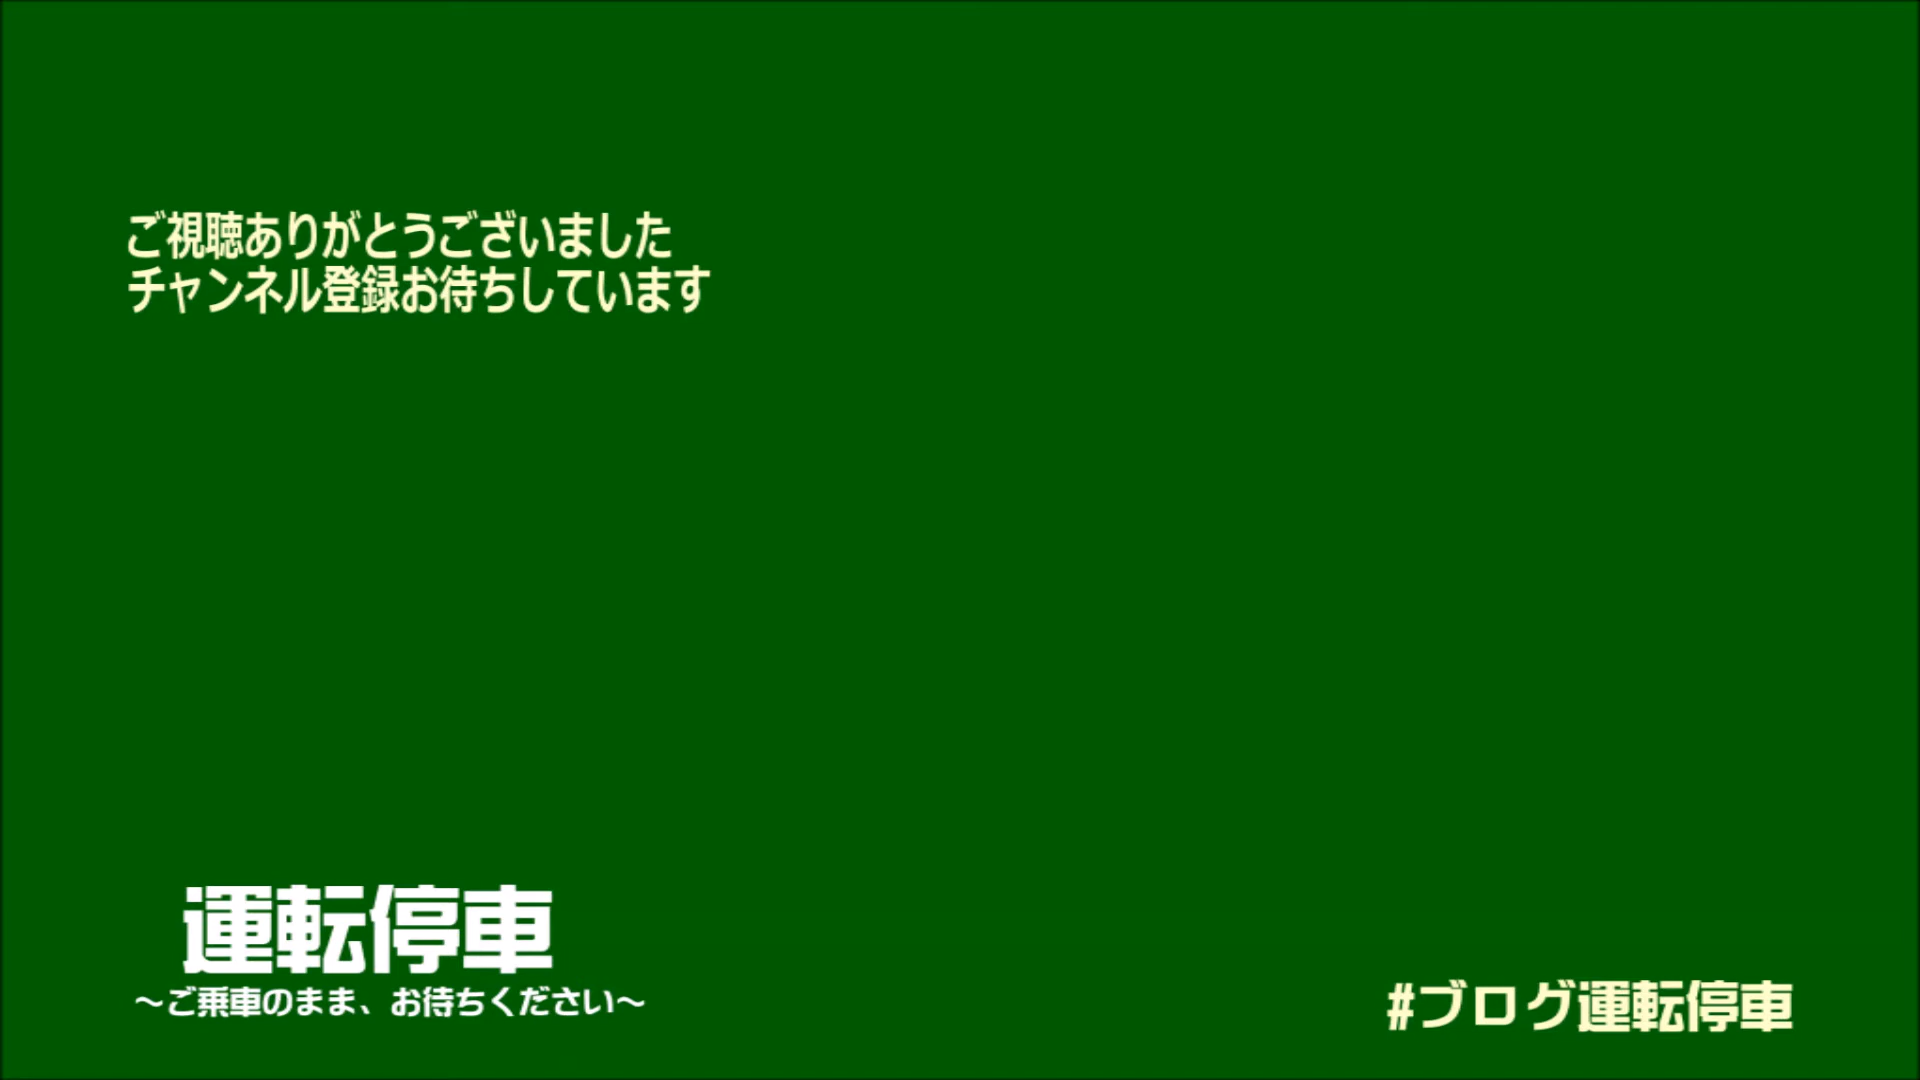 ご視聴ありがとうございました
チャンネル登録お待ちしています
運転停車
～ご乗車のまま、お待ちください～
#ブログ運転停車